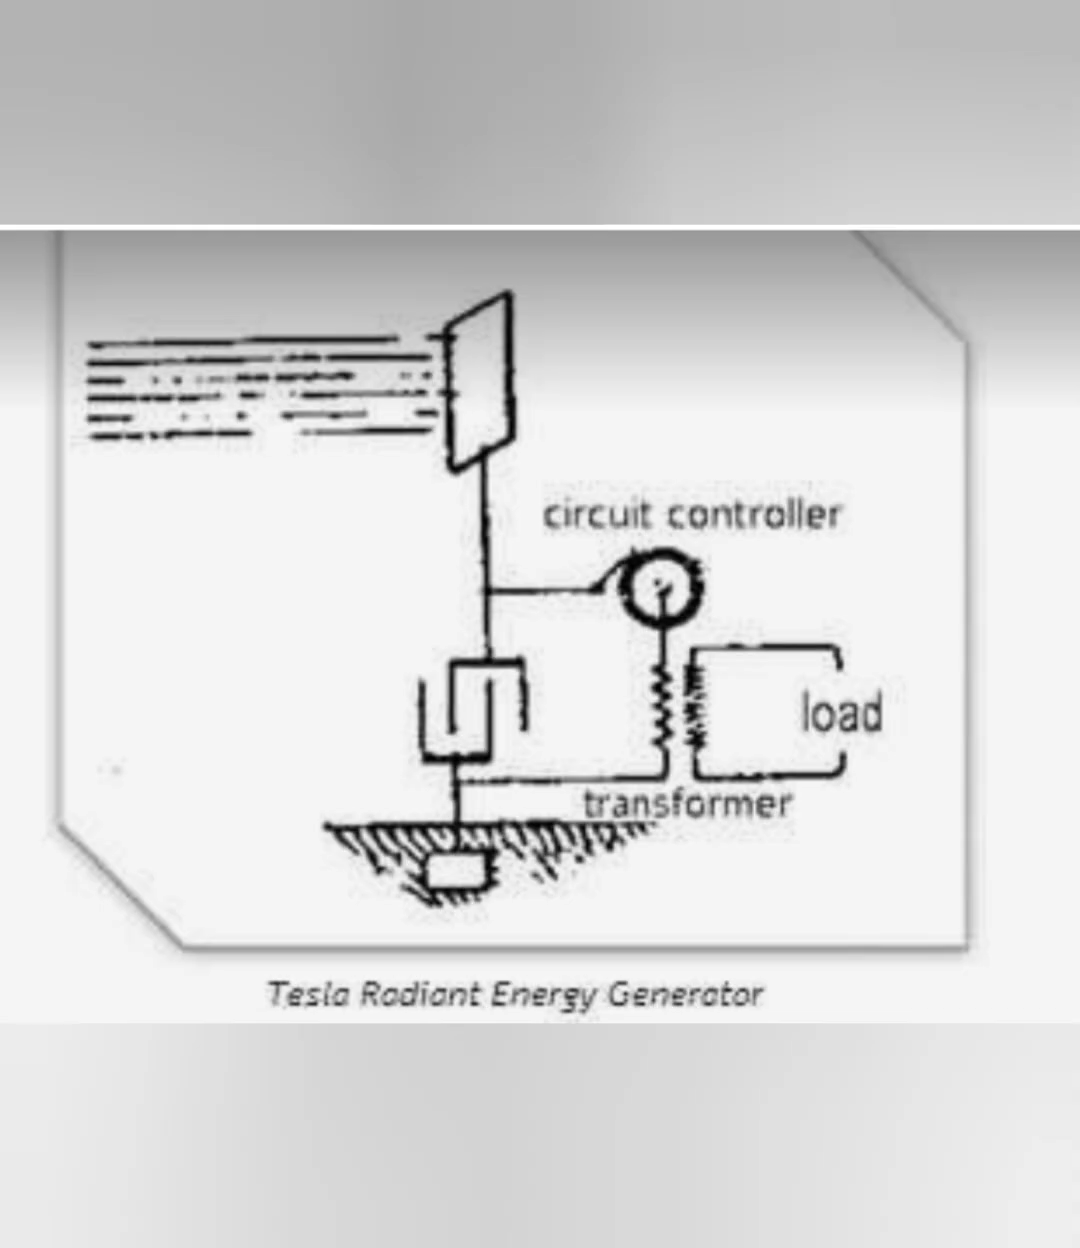 circuit controller
load
transformer
Tesla Radiant Energy Generator